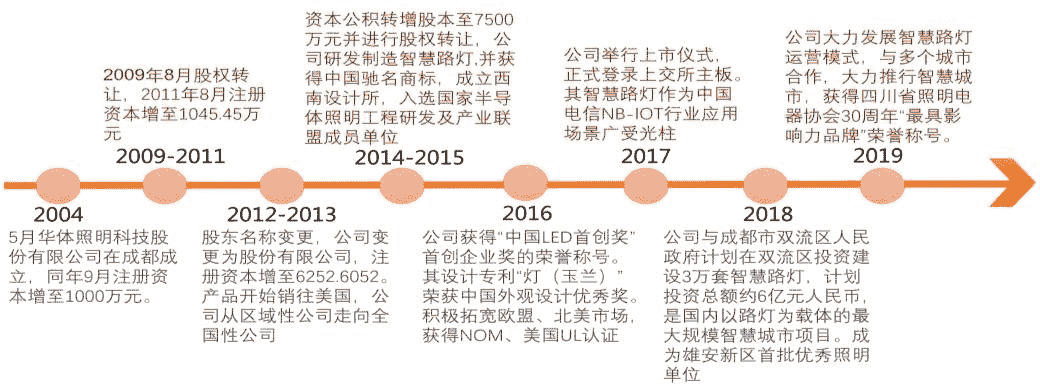 2009年8月股权转
让，2011年8月注册
资本增至1045.45万
元
2009-2011
资本公积转增股本至7500
万元并进行股权转让，公
司研发制造智慧路灯,并获
得中国驰名商标，成立西
南设计所，入选国家半导
体照明工程研发及产业联
盟成员单位
2014-2015
公司举行上市仪式，
正式登录上交所主板。
其智慧路灯作为中国
电信NB-IOT行业应用
场景广受光柱
2017
公司大力发展智慧路灯
运营模式，与多个城市
合作，大力推行智慧城
市，获得四川省照明电
器协会30周年“最具影
响力品牌”荣誉称号。
2019
2004
5月华体照明科技股
份有限公司在成都成
立，同年9月注册资
本增至1000万元。
2012-2013
股东名称变更，公司变
更为股份有限公司，注
册资本增至6252.6052。
产品开始销往美国，公
司从区域性公司走向全
国性公司
2016
公司获得“中国LED首创奖”
首创企业奖的荣誉称号。
其设计专利“灯（玉兰）”
荣获中国外观设计优秀奖。
积极拓宽欧盟、北美市场，
获得NOM、美国UL认证
2018
公司与成都市双流区人民
政府计划在双流区投资建
设3万套智慧路灯，计划
投资总额约6亿元人民币，
是国内以路灯为载体的最
大规模智慧城市项目。成
为雄安新区首批优秀照明
单位